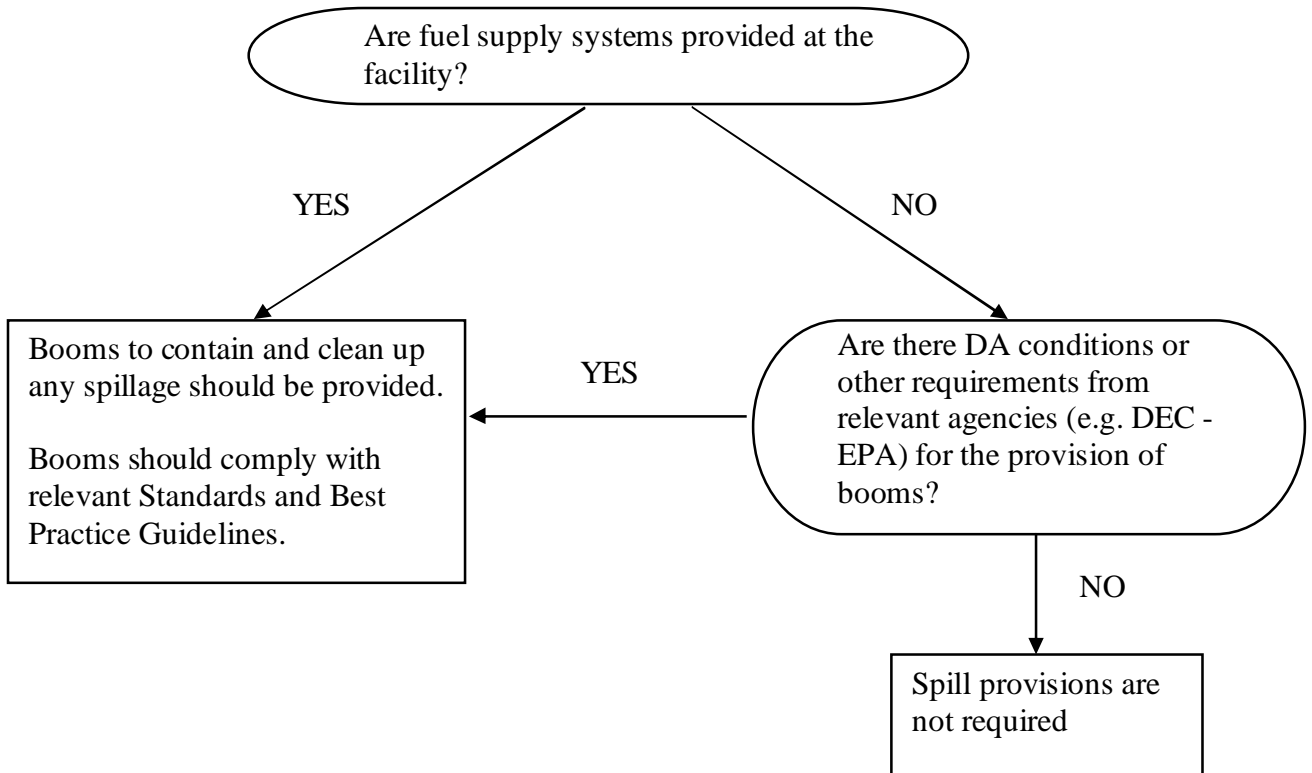 Are fuel supply systems provided at the
facility?
YES
NO
Booms to contain and clean up
any spillage should be provided.
Booms should comply with
relevant Standards and Best
Practice Guidelines.
YES
Are there DA conditions or
other requirements from
relevant agencies (e.g. DEC -
EPA) for the provision of
booms?
NO
Spill provisions are
not required